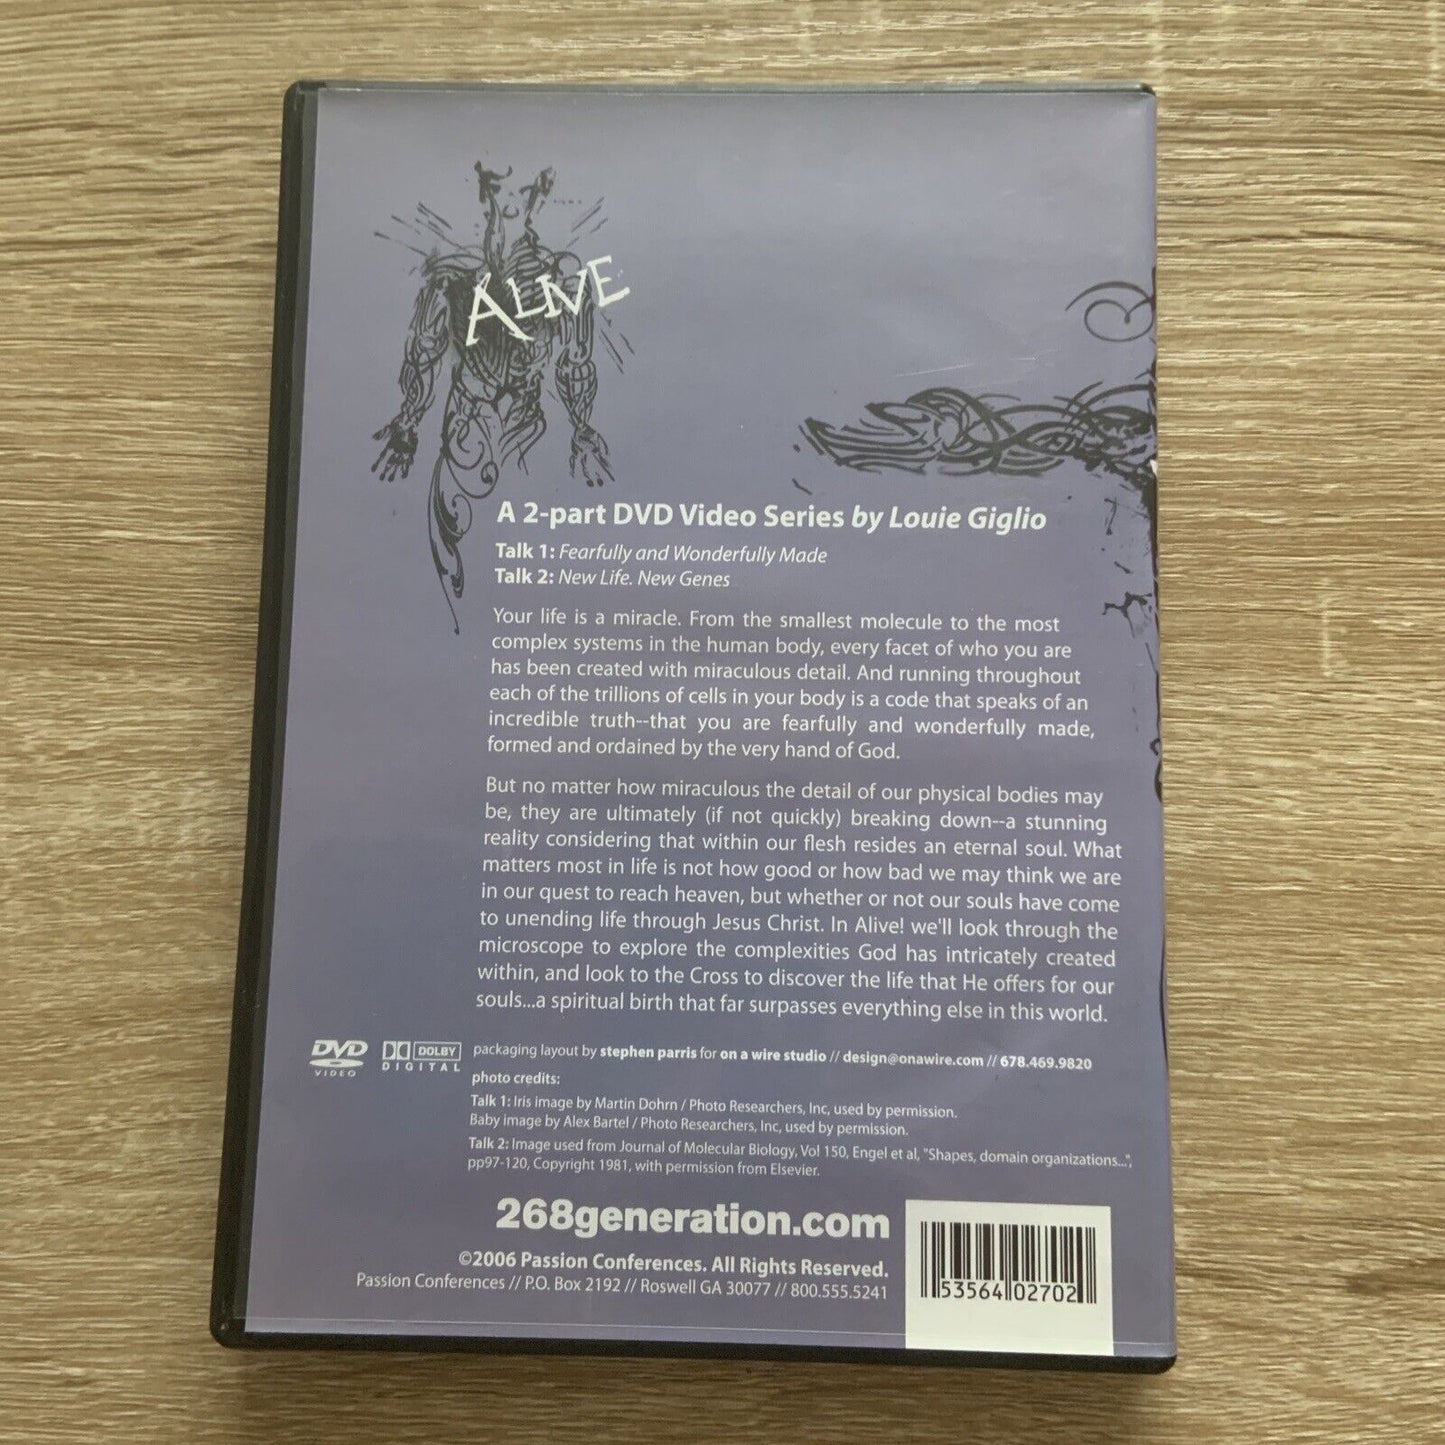 ALIVE
A 2-part DVD Video Series by Louie Giglio
Talk 1: Fearfully and Wonderfully Made
Talk 2: New Life. New Genes
Your life is a miracle. From the smallest molecule to the most
complex systems in the human body, every facet of who you are
has been created with miraculous detail. And running throughout
each of the trillions of cells in your body is a code that speaks of an
incredible truth--that you are fearfully and wonderfully made,
formed and ordained by the very hand of God.
But no matter how miraculous the detail of our physical bodies may
be, they are ultimately (if not quickly) breaking down--a stunning
reality considering that within our flesh resides an eternal soul. What
matters most in life is not how good or how bad we may think we are
in our quest to reach heaven, but whether or not our souls have come
to unending life through Jesus Christ. In Alive! we'll look through the
microscope to explore the complexities God has intricately created
within, and look to the Cross to discover the life that He offers for our
souls...a spiritual birth that far surpasses everything else in this world.
DVD
VIDEO
DOLBY
DIGITAL
packaging layout by stephen parris for on a wire studio // design@onawire.com // 678.469.9820
photo credits:
Talk 1: Iris image by Martin Dohrn / Photo Researchers, Inc, used by permission.
Baby image by Alex Bartel / Photo Researchers, Inc, used by permission.
Talk 2: Image used from Journal of Molecular Biology, Vol 150, Engel et al, "Shapes, domain organizations...",
pp97-120, Copyright 1981, with permission from Elsevier.
268generation.com
©2006 Passion Conferences. All Rights Reserved.
Passion Conferences // P.O. Box 2192 // Roswell GA 30077 // 800.555.5241
53564 02702